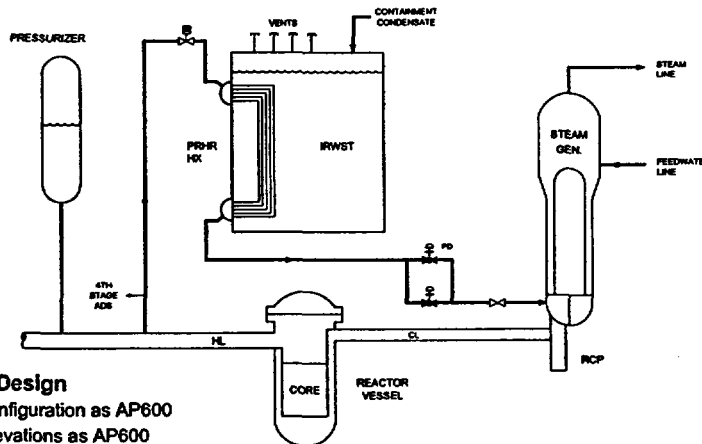 CONTAINMENT
CONDENSATE
VENTS
PRESSURIZER
STEAM
LINE
STEAM
GEN.
PRHR
HX
IRWST
FEEDWATE
LINE
PD
4TH
STAGE
ADS
HL
CL
CORE
REACTOR
VESSEL
RCP
Design
nfiguration as AP600
evations as AP600